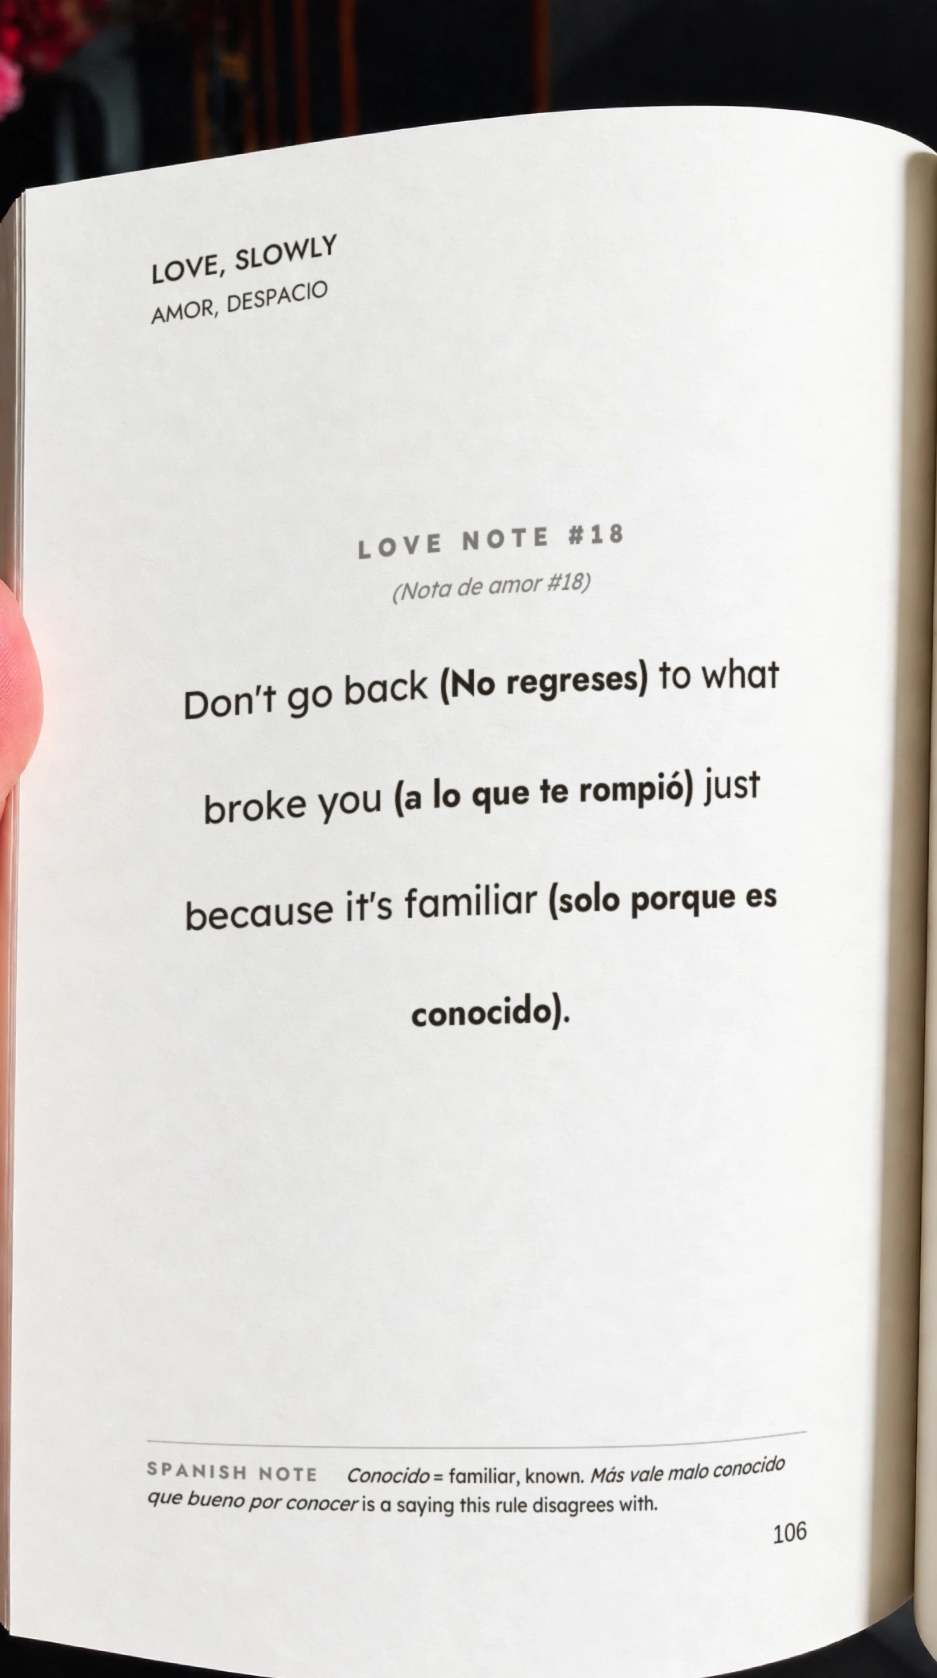 LOVE, SLOWLY
AMOR, DESPACIO
LOVE NOTE #18
(Nota de amor #18)
Don't go back (No regreses) to what
broke you (a lo que te rompió) just
because it's familiar (solo porque es
conocido).
SPANISH NOTE Conocido = familiar, known. Más vale malo conocido
que bueno por conocer is a saying this rule disagrees with.
106